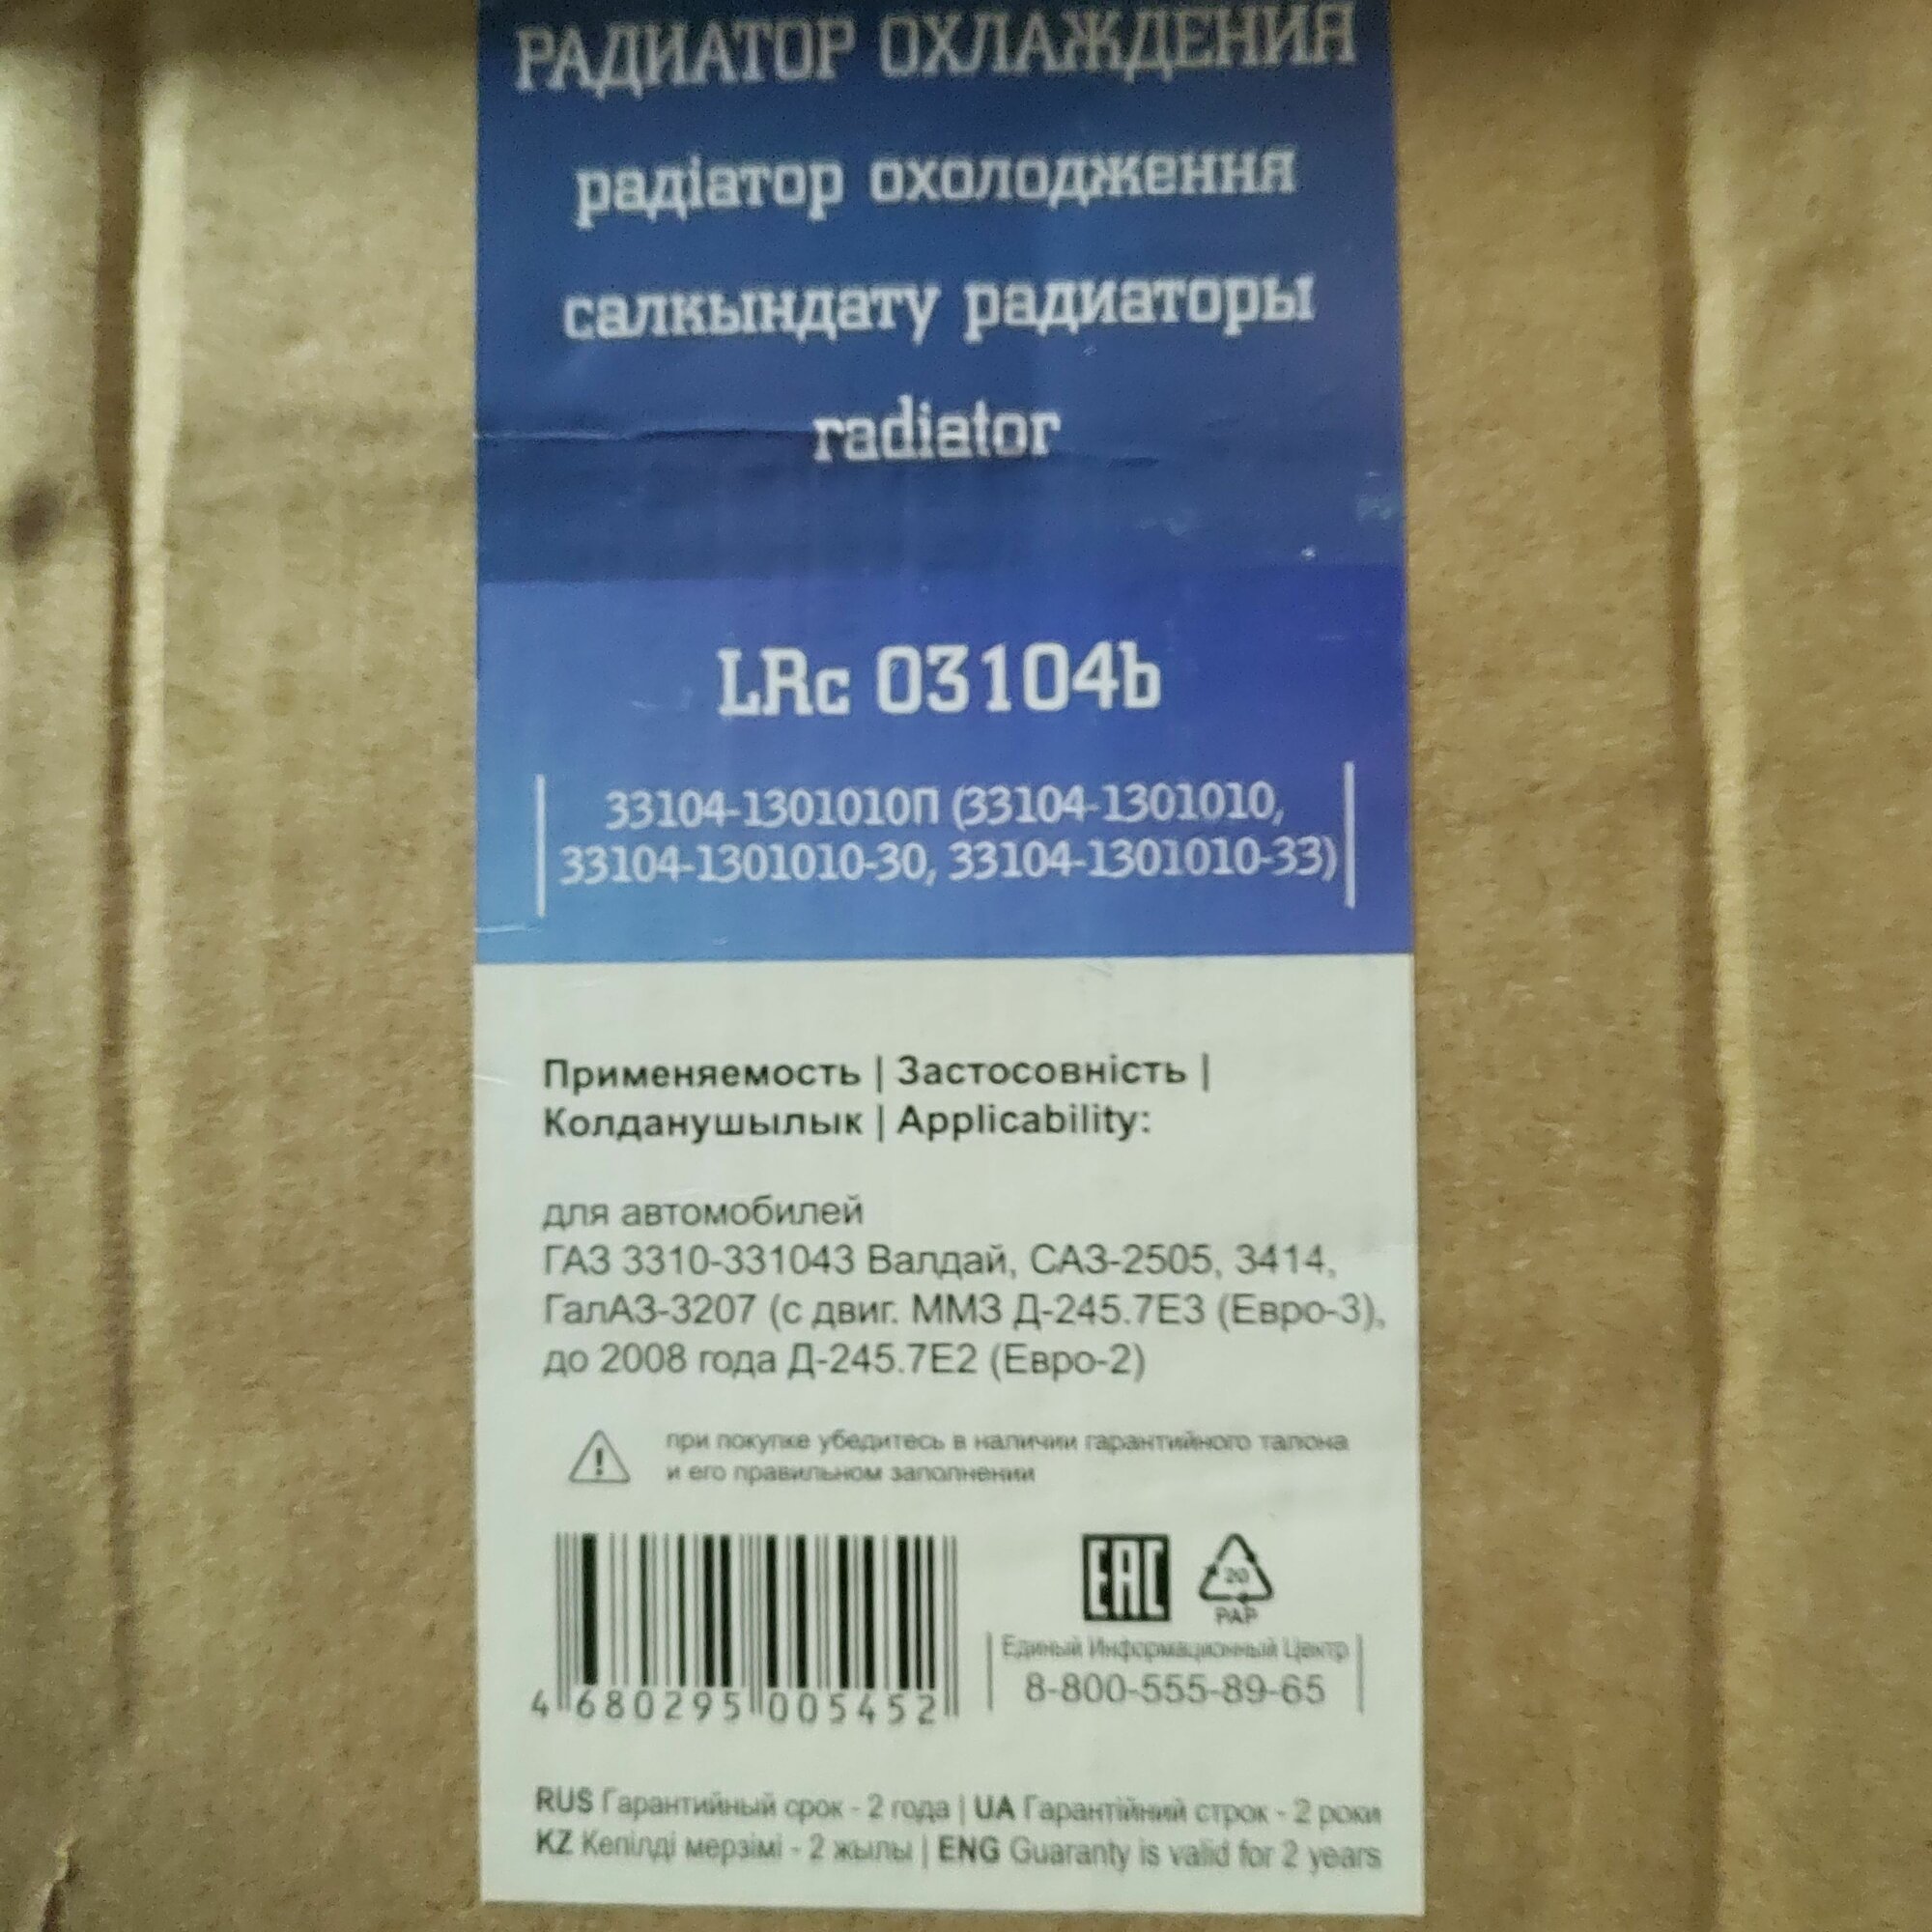 РАДИАТОР ОХЛАЖДЕНИЯ
радіатор охолодження
салкындату радиаторы
radiator
LRc 03104b
33104-1301010П (33104-1301010,
33104-1301010-30, 33104-1301010-33)
Применяемость | Застосовність |
Колданушылык | Applicability:
для автомобилей
ГАЗ 3310-331043 Валдай, САЗ-2505, 3414,
ГалАЗ-3207 (с двиг. ММЗ Д-245.7Е3 (Евро-3),
до 2008 года Д-245.7Е2 (Евро-2)
при покупке убедитесь в наличии гарантийного талона
и его правильном заполнении
EAC
20
PAP
Единый Информационный Центр
8-800-555-89-65
4 680295 005452
RUS Гарантийный срок - 2 года | UA Гарантійний строк - 2 роки
KZ Кепілді мерзімі - 2 жылы | ENG Guaranty is valid for 2 years